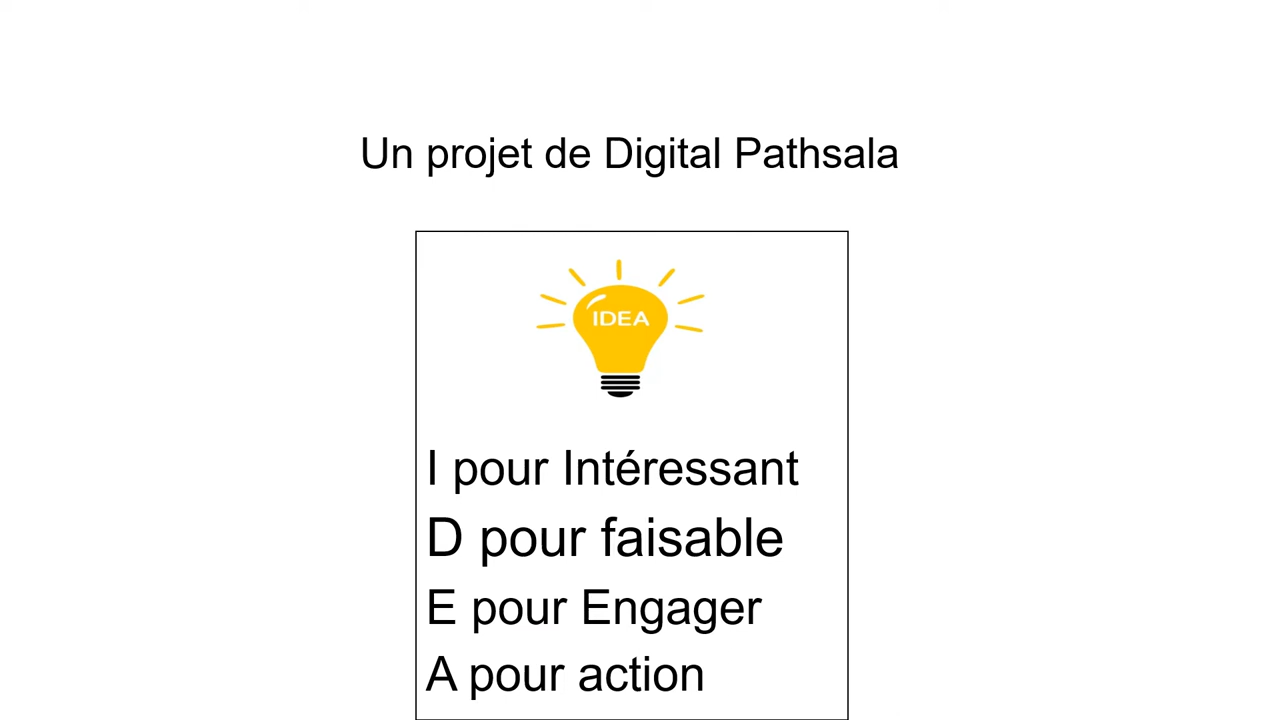 Un projet de Digital Pathsala
IDEA
I pour Intéressant
D pour faisable
E pour Engager
A pour action